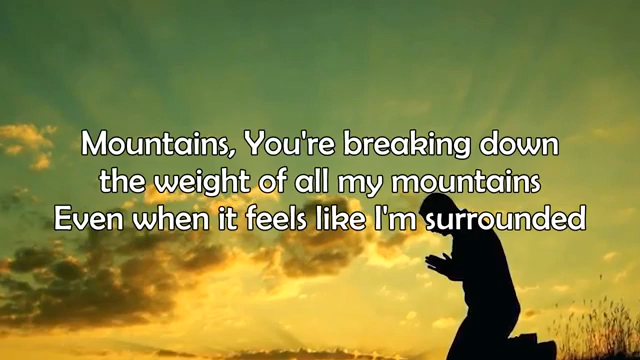 Mountains, You're breaking down
the weight of all my mountains
Even when it feels like I'm surrounded